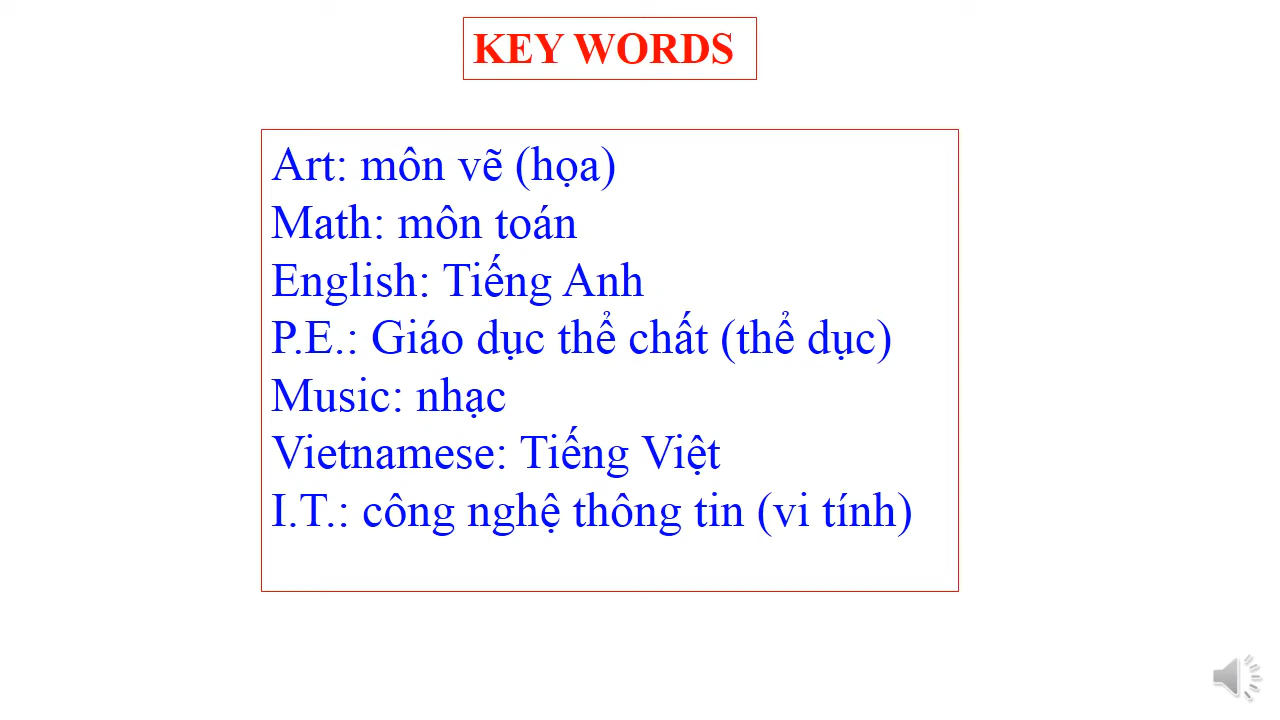 KEY WORDS
Art: môn vẽ (họa)
Math: môn toán
English: Tiếng Anh
P.E.: Giáo dục thể chất (thể dục)
Music: nhạc
Vietnamese: Tiếng Việt
I.T.: công nghệ thông tin (vi tính)